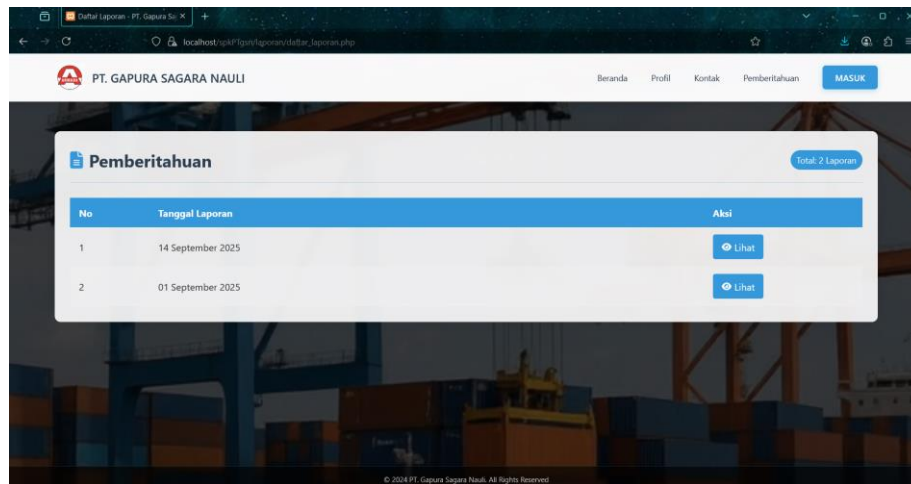 Daftar Laporan - PT. Gapura Sa
localhost/spkPTgsn/laporan/daftar_laporan.php
PT. GAPURA SAGARA NAULI
Beranda Profil Kontak Pemberitahuan MASUK
Pemberitahuan
Total: 2 Laporan
No Tanggal Laporan Aksi
1 14 September 2025 Lihat
2 01 September 2025 Lihat
© 2024 PT. Gapura Sagara Nauli. All Rights Reserved